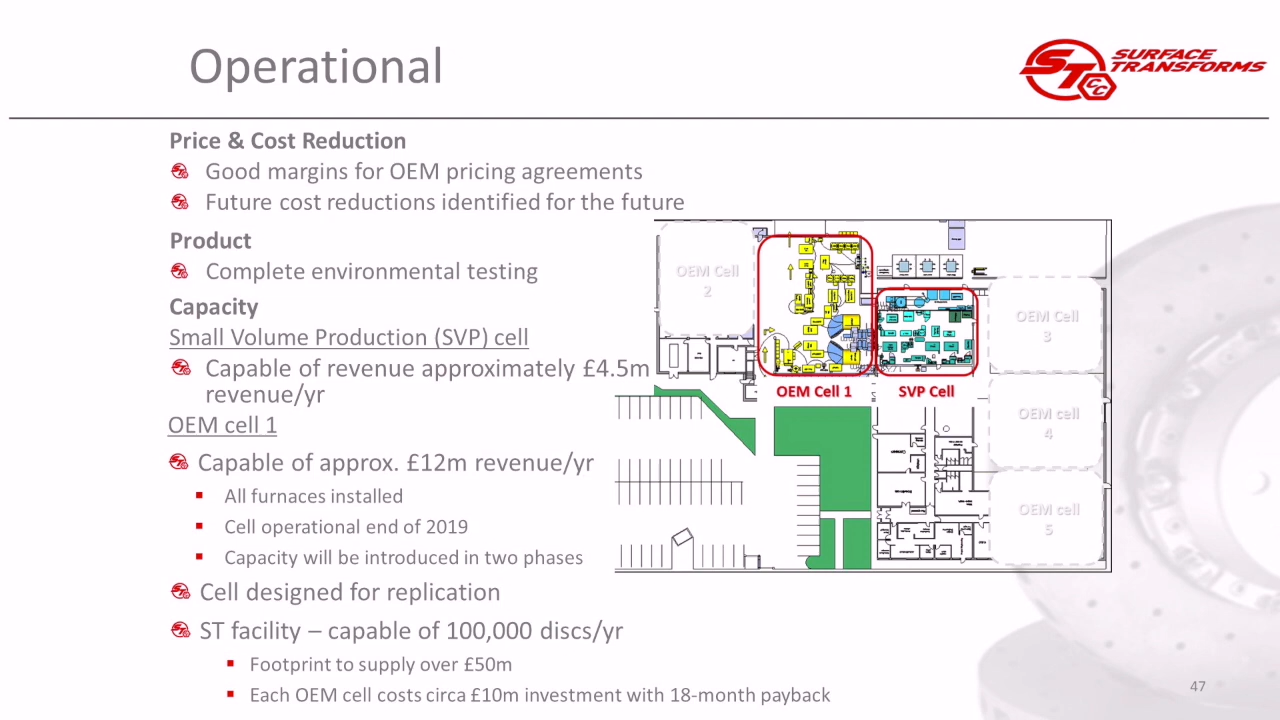 Operational
SURFACE
TRANSFORMS
ST
CC
Price & Cost Reduction
Good margins for OEM pricing agreements
Future cost reductions identified for the future
Product
Complete environmental testing
Capacity
Small Volume Production (SVP) cell
Capable of revenue approximately £4.5m
revenue/yr
OEM cell 1
Capable of approx. £12m revenue/yr
All furnaces installed
Cell operational end of 2019
Capacity will be introduced in two phases
Cell designed for replication
ST facility – capable of 100,000 discs/yr
Footprint to supply over £50m
Each OEM cell costs circa £10m investment with 18-month payback
OEM Cell
2
OEM Cell 1
SVP Cell
OEM Cell
3
OEM cell
4
OEM cell
5
47